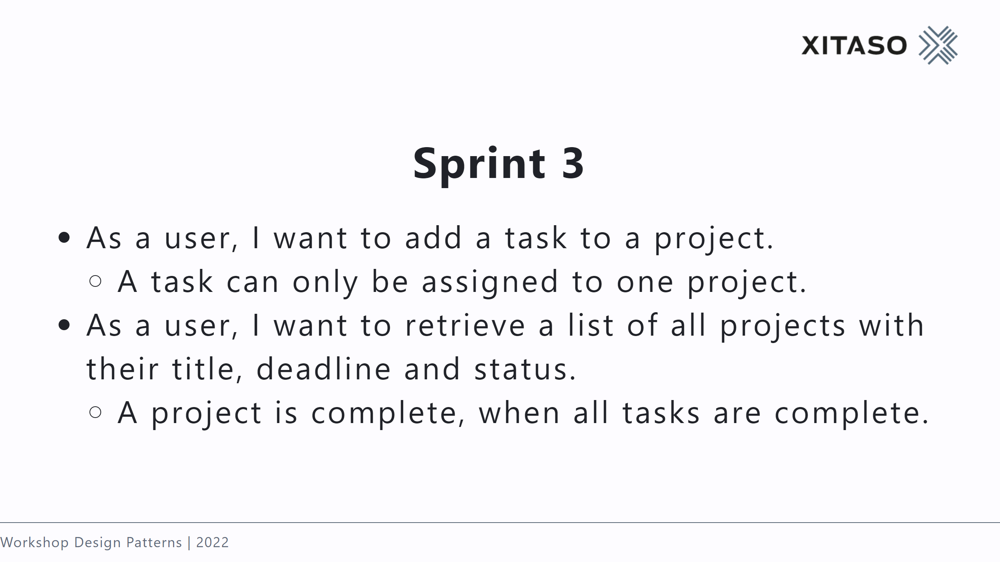 XITASO
Sprint 3
• As a user, I want to add a task to a project.
○ A task can only be assigned to one project.
• As a user, I want to retrieve a list of all projects with
their title, deadline and status.
○ A project is complete, when all tasks are complete.
Workshop Design Patterns | 2022